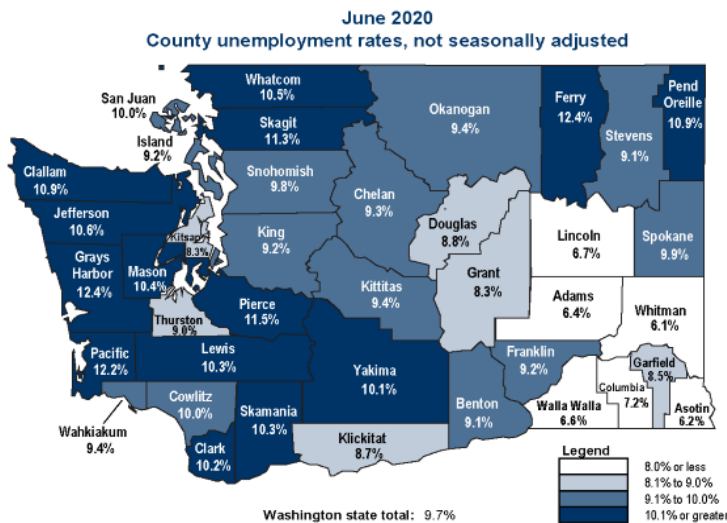 June 2020
County unemployment rates, not seasonally adjusted
Whatcom
10.5%
San Juan
10.0%
Skagit
11.3%
Island
9.2%
Okanogan
9.4%
Ferry
12.4%
Stevens
9.1%
Pend
Oreille
10.9%
Clallam
10.9%
Snohomish
9.8%
Chelan
9.3%
Jefferson
10.6%
Kitsap
8.3%
King
9.2%
Douglas
8.8%
Lincoln
6.7%
Spokane
9.9%
Grays
Harbor
12.4%
Mason
10.4%
Kittitas
9.4%
Grant
8.3%
Adams
6.4%
Whitman
6.1%
Thurston
9.0%
Pierce
11.5%
Pacific
12.2%
Lewis
10.3%
Yakima
10.1%
Franklin
9.2%
Garfield
8.5%
Columbia
7.2%
Cowlitz
10.0%
Skamania
10.3%
Benton
9.1%
Walla Walla
6.6%
Asotin
6.2%
Wahkiakum
9.4%
Clark
10.2%
Klickitat
8.7%
Legend
8.0% or less
8.1% to 9.0%
9.1% to 10.0%
10.1% or greater
Washington state total: 9.7%